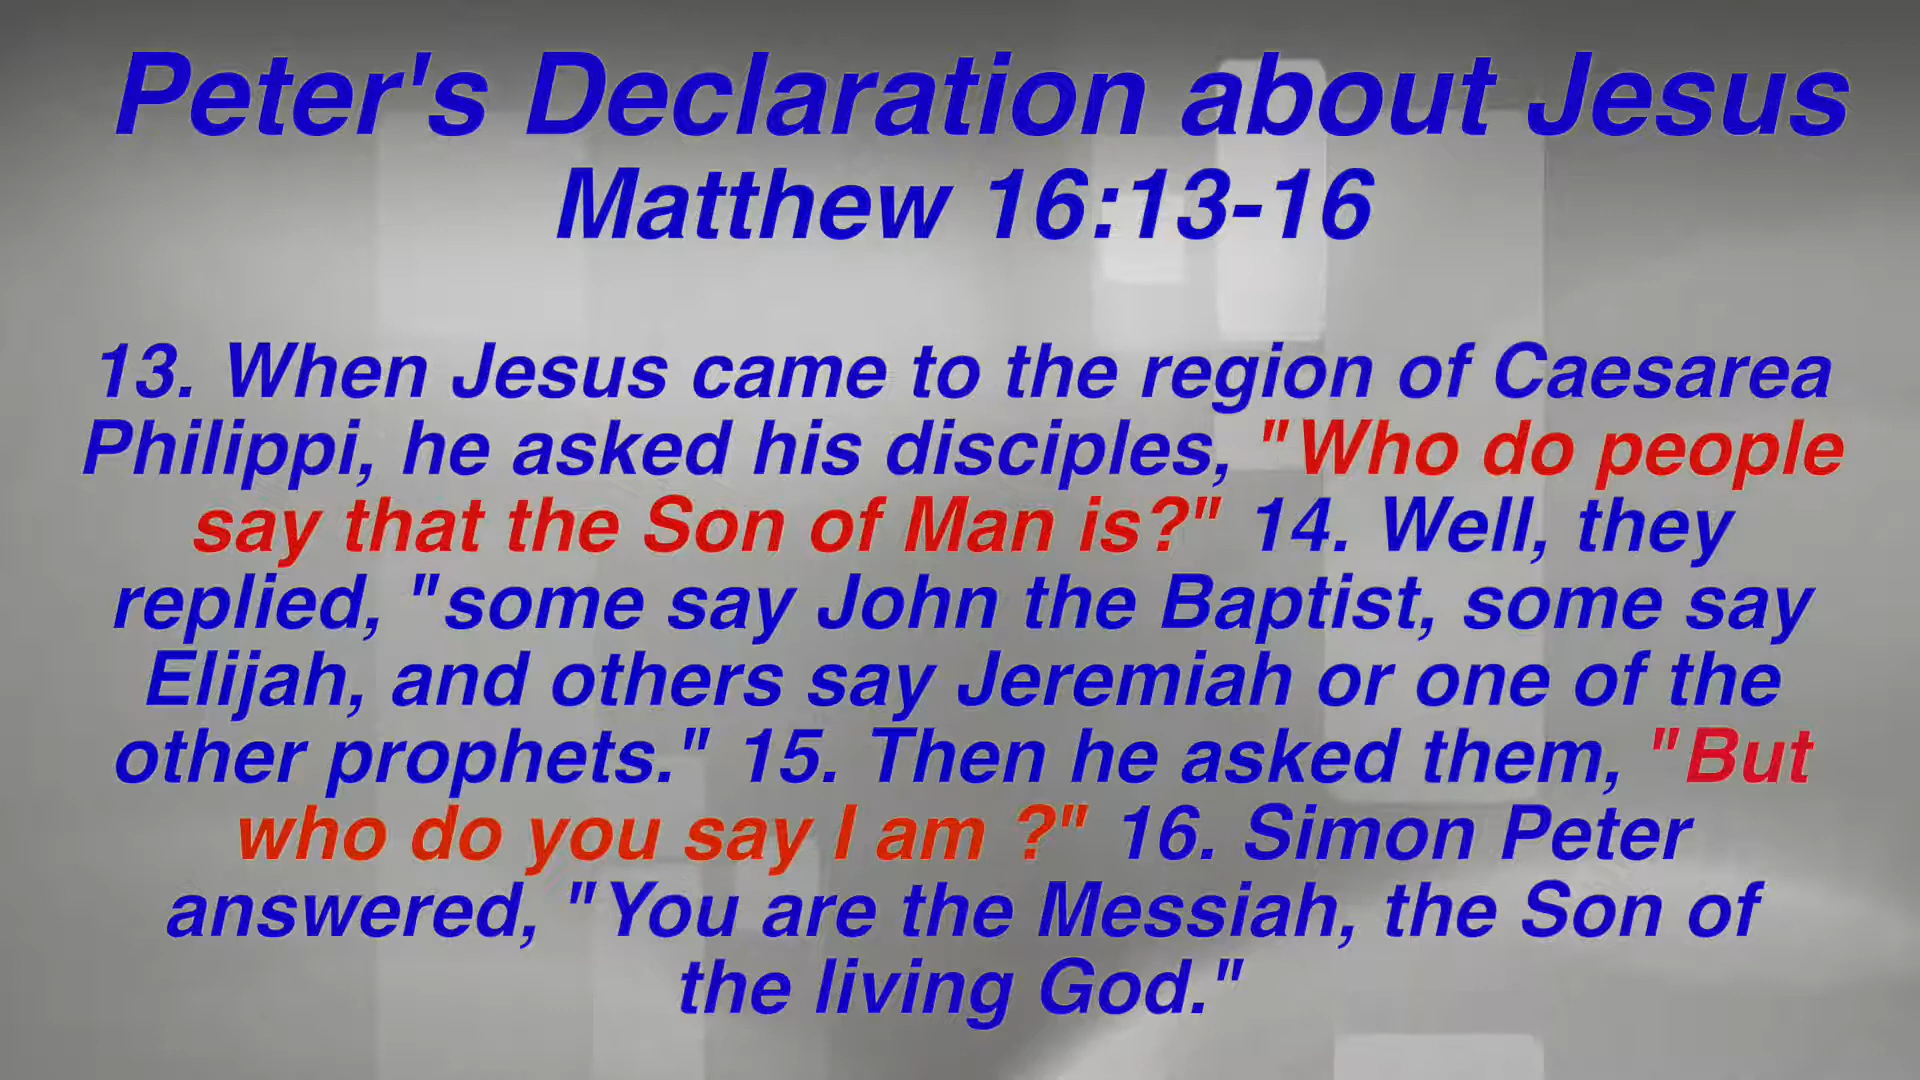 Peter's Declaration about Jesus
Matthew 16:13-16
13. When Jesus came to the region of Caesarea
Philippi, he asked his disciples, "Who do people
say that the Son of Man is?" 14. Well, they
replied, "some say John the Baptist, some say
Elijah, and others say Jeremiah or one of the
other prophets." 15. Then he asked them, "But
who do you say I am ?" 16. Simon Peter
answered, "You are the Messiah, the Son of
the living God."